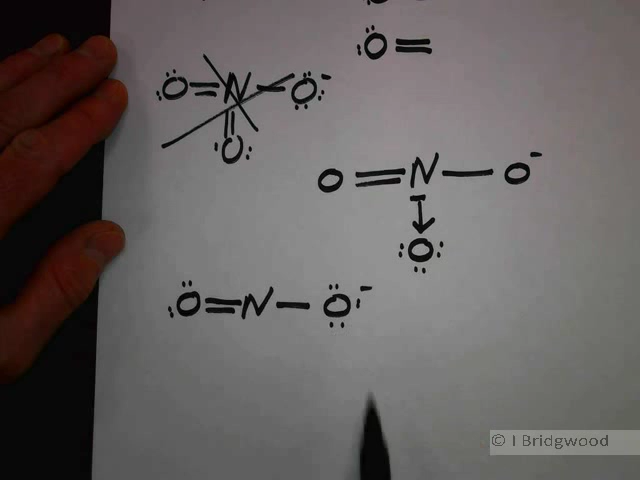 O=
O=N-O-
O
O=N-O-
O
O=N-O-
© I Bridgwood